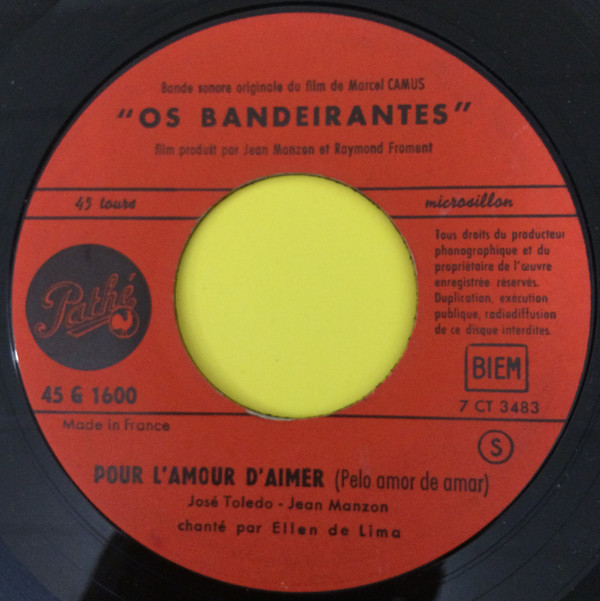 Bande sonore originale du film de Marcel CAMUS
"OS BANDEIRANTES"
film produit par Jean Manzon et Raymond Froment
45 tours
microsillon
Tous droits du producteur
phonographique et du
propriétaire de l'œuvre
enregistrée réservés.
Duplication, exécution
publique, radiodiffusion
de ce disque interdites.
Pathé
BIEM
45 G 1600
7 CT 3483
Made in France
S
POUR L'AMOUR D'AIMER (Pelo amor de amar)
José Toledo - Jean Manzon
chanté par Ellen de Lima